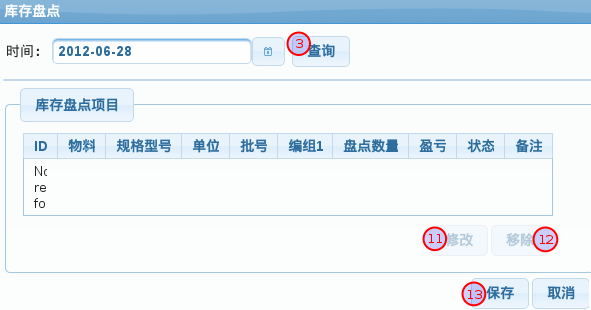 库存盘点
时间： 2012-06-28 3 查询
库存盘点项目
ID 物料 规格型号 单位 批号 编组1 盘点数量 盈亏 状态 备注
No
re
fo
11 修改 移除 12
13 保存 取消